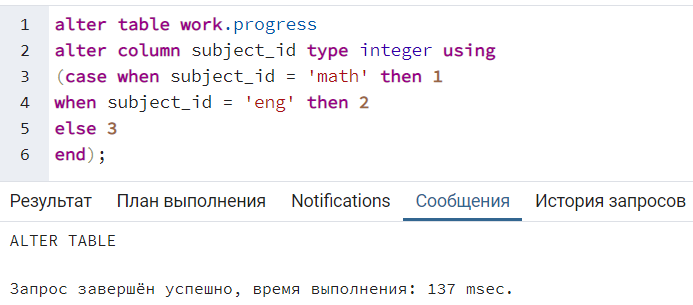 1 alter table work.progress
2 alter column subject_id type integer using
3 (case when subject_id = 'math' then 1
4 when subject_id = 'eng' then 2
5 else 3
6 end);
Результат План выполнения Notifications Сообщения История запросов
ALTER TABLE
Запрос завершён успешно, время выполнения: 137 msec.